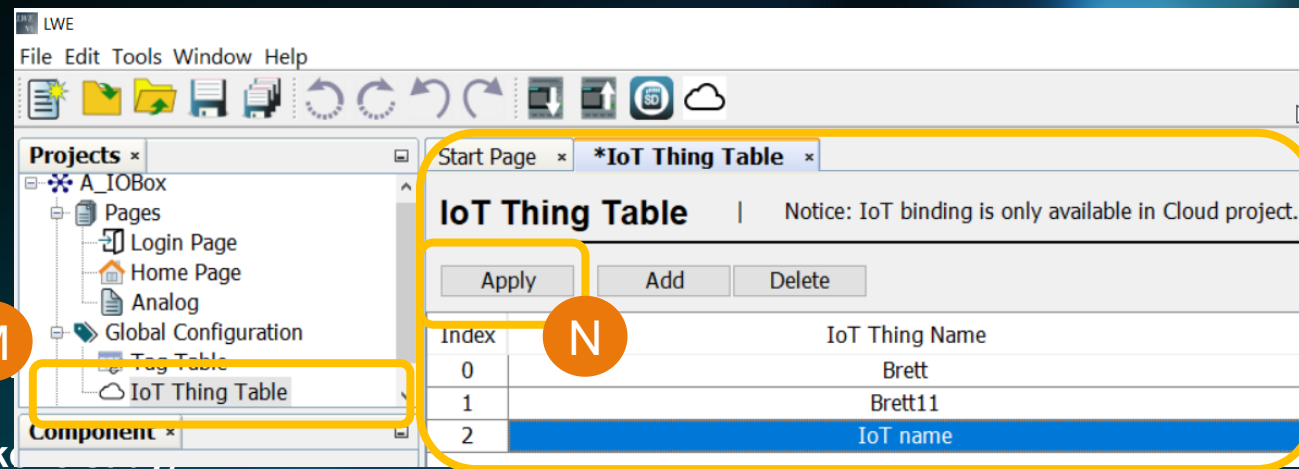 LWE
File Edit Tools Window Help
SD
Projects ×
A_IOBox
Pages
Login Page
Home Page
Analog
Global Configuration
Tag Table
IoT Thing Table
Component ×
M
Start Page × *IoT Thing Table ×
IoT Thing Table | Notice: IoT binding is only available in Cloud project.
Apply Add Delete
N
Index IoT Thing Name
0 Brett
1 Brett11
2 IoT name